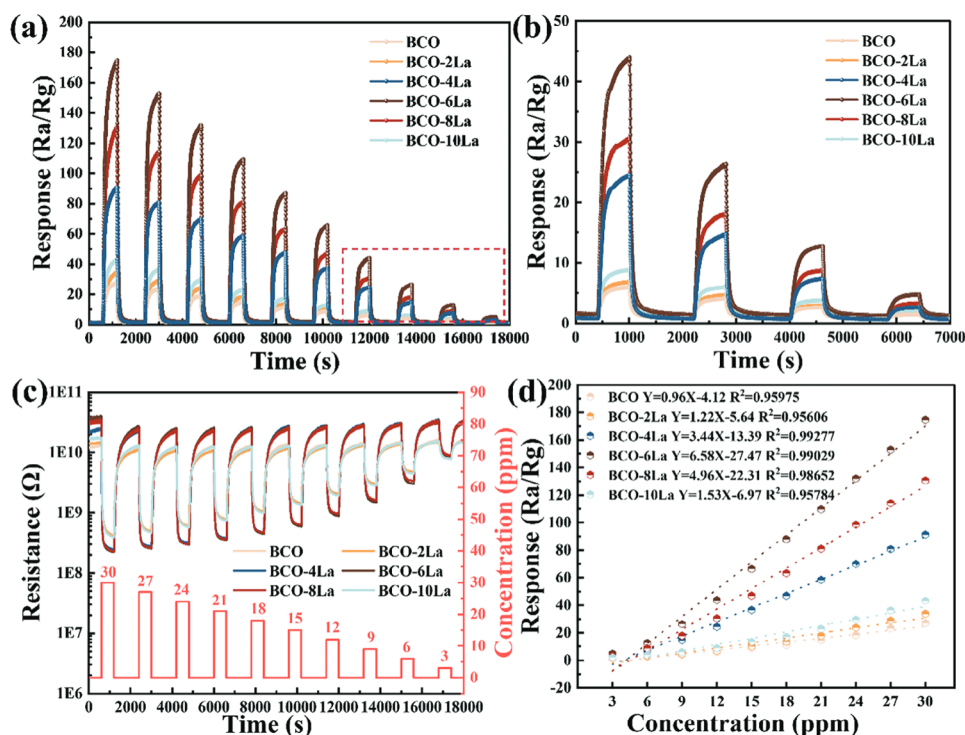 (a)
200
180
160
140
120
100
80
60
40
20
0
Response (Ra/Rg)
BCO
BCO-2La
BCO-4La
BCO-6La
BCO-8La
BCO-10La
0 2000 4000 6000 8000 10000 12000 14000 16000 18000
Time (s)
(b)
50
40
30
20
10
0
Response (Ra/Rg)
BCO
BCO-2La
BCO-4La
BCO-6La
BCO-8La
BCO-10La
0 1000 2000 3000 4000 5000 6000 7000
Time (s)
(c)
1E11
1E10
1E9
1E8
1E7
1E6
Resistance (Ω)
90
80
70
60
50
40
30
20
10
0
Concentration (ppm)
BCO BCO-2La
BCO-4La BCO-6La
BCO-8La BCO-10La
30 27 24 21 18 15 12 9 6 3
0 2000 4000 6000 8000 10000 12000 14000 16000 18000
Time (s)
(d)
200
180
160
140
120
100
80
60
40
20
0
-20
Response (Ra/Rg)
BCO Y=0.96X-4.12 R²=0.95975
BCO-2La Y=1.22X-5.64 R²=0.95606
BCO-4La Y=3.44X-13.39 R²=0.99277
BCO-6La Y=6.58X-27.47 R²=0.99029
BCO-8La Y=4.96X-22.31 R²=0.98652
BCO-10La Y=1.53X-6.97 R²=0.95784
3 6 9 12 15 18 21 24 27 30
Concentration (ppm)